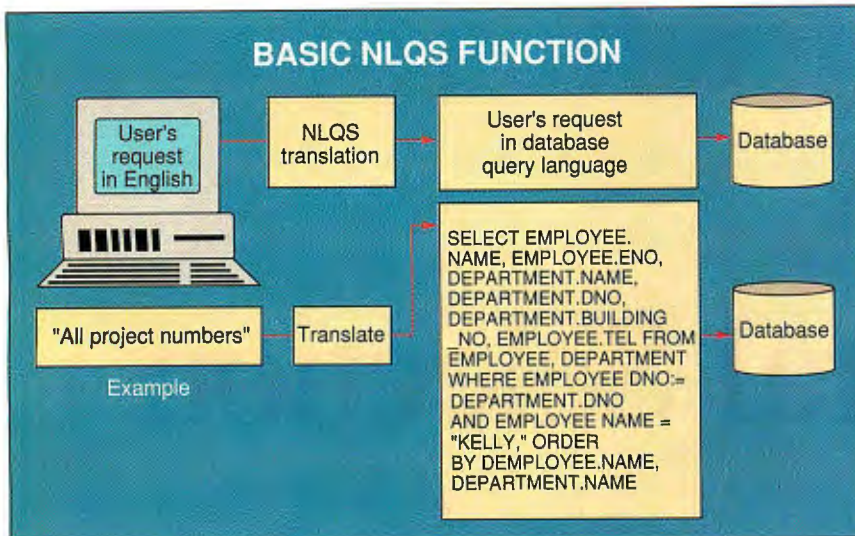 BASIC NLQS FUNCTION
User's
request
in English
NLQS
translation
User's request
in database
query language
Database
"All project numbers"
Example
Translate
SELECT EMPLOYEE.
NAME, EMPLOYEE.ENO,
DEPARTMENT.NAME,
DEPARTMENT.DNO,
DEPARTMENT.BUILDING
_NO, EMPLOYEE.TEL FROM
EMPLOYEE, DEPARTMENT
WHERE EMPLOYEE DNO:=
DEPARTMENT.DNO
AND EMPLOYEE NAME =
"KELLY," ORDER
BY DEMPLOYEE.NAME,
DEPARTMENT.NAME
Database